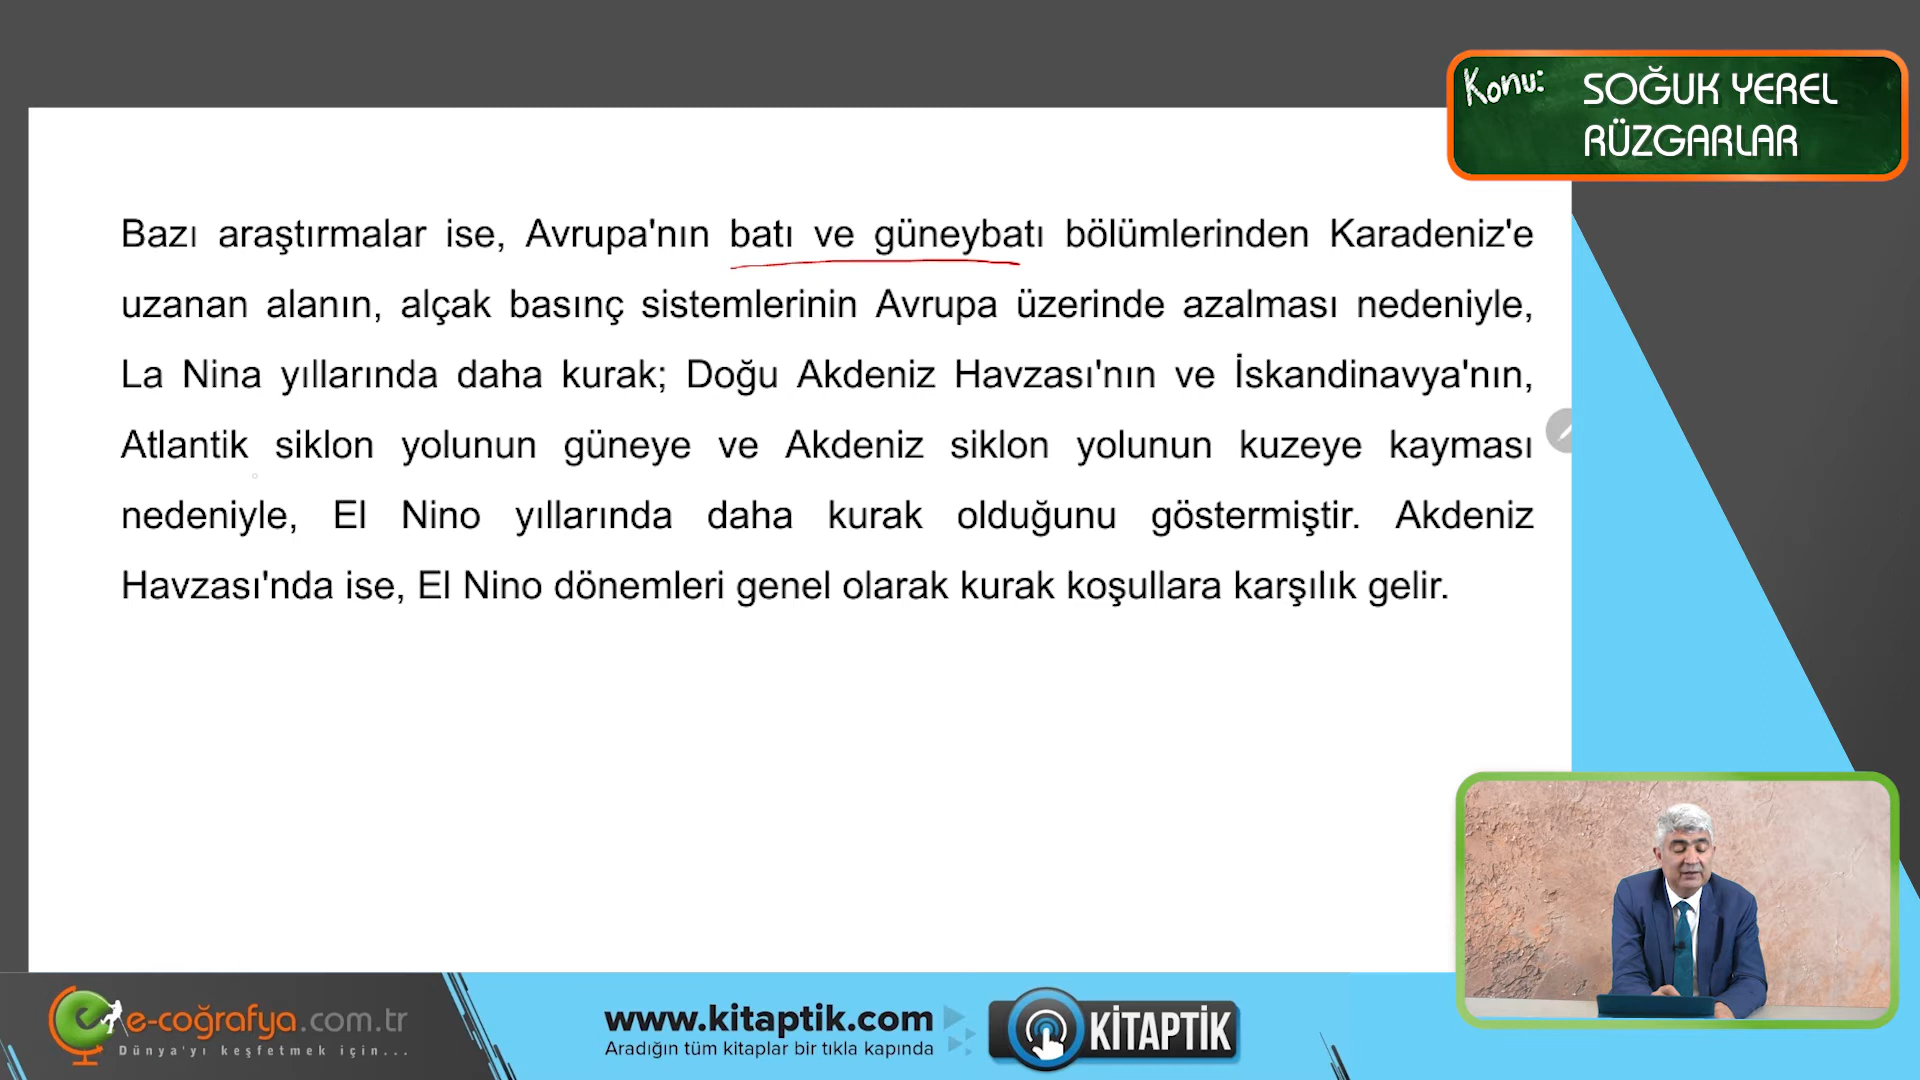 Konu: SOĞUK YEREL
RÜZGARLAR
Bazı araştırmalar ise, Avrupa'nın batı ve güneybatı bölümlerinden Karadeniz'e
uzanan alanın, alçak basınç sistemlerinin Avrupa üzerinde azalması nedeniyle,
La Nina yıllarında daha kurak; Doğu Akdeniz Havzası'nın ve İskandinavya'nın,
Atlantik siklon yolunun güneye ve Akdeniz siklon yolunun kuzeye kayması
nedeniyle, El Nino yıllarında daha kurak olduğunu göstermiştir. Akdeniz
Havzası'nda ise, El Nino dönemleri genel olarak kurak koşullara karşılık gelir.
e-coğrafya.com.tr
Dünya'yı keşfetmek için...
www.kitaptik.com
Aradığın tüm kitaplar bir tıkla kapında
KİTAPTIK